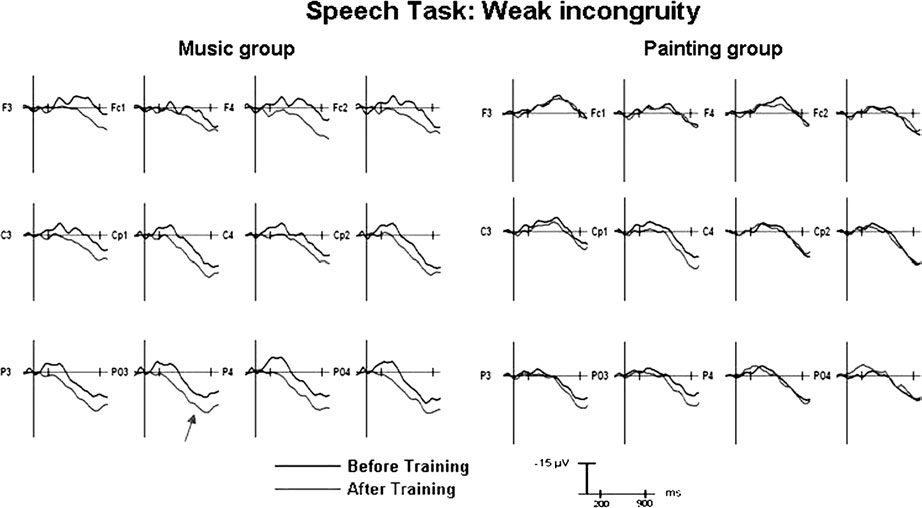 Speech Task: Weak incongruity
Music group
Painting group
F3 Fc1 F4 Fc2
F3 Fc1 F4 Fc2
C3 Cp1 C4 Cp2
C3 Cp1 C4 Cp2
P3 PO3 P4 PO4
P3 PO3 P4 PO4
Before Training
After Training
-15 µV
200 900 ms